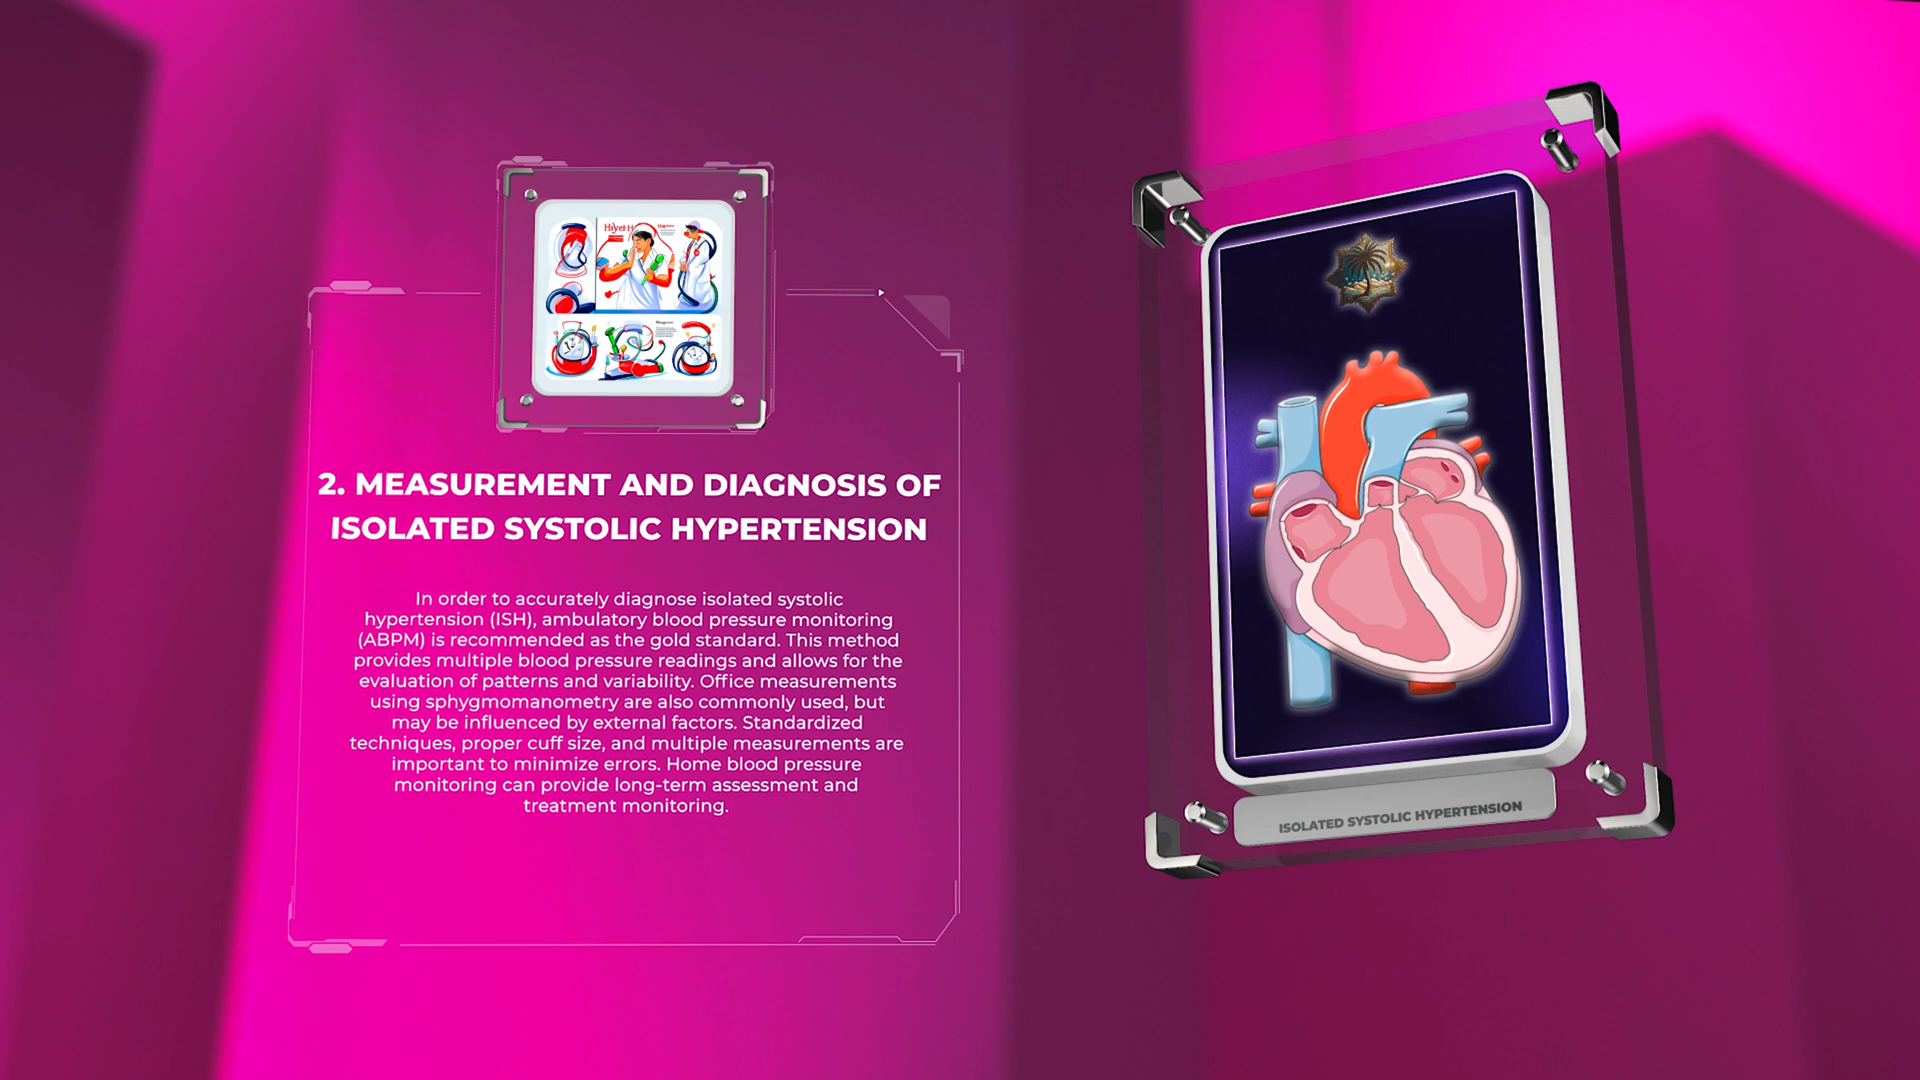 2. MEASUREMENT AND DIAGNOSIS OF
ISOLATED SYSTOLIC HYPERTENSION
In order to accurately diagnose isolated systolic
hypertension (ISH), ambulatory blood pressure monitoring
(ABPM) is recommended as the gold standard. This method
provides multiple blood pressure readings and allows for the
evaluation of patterns and variability. Office measurements
using sphygmomanometry are also commonly used, but
may be influenced by external factors. Standardized
techniques, proper cuff size, and multiple measurements are
important to minimize errors. Home blood pressure
monitoring can provide long-term assessment and
treatment monitoring.
ISOLATED SYSTOLIC HYPERTENSION